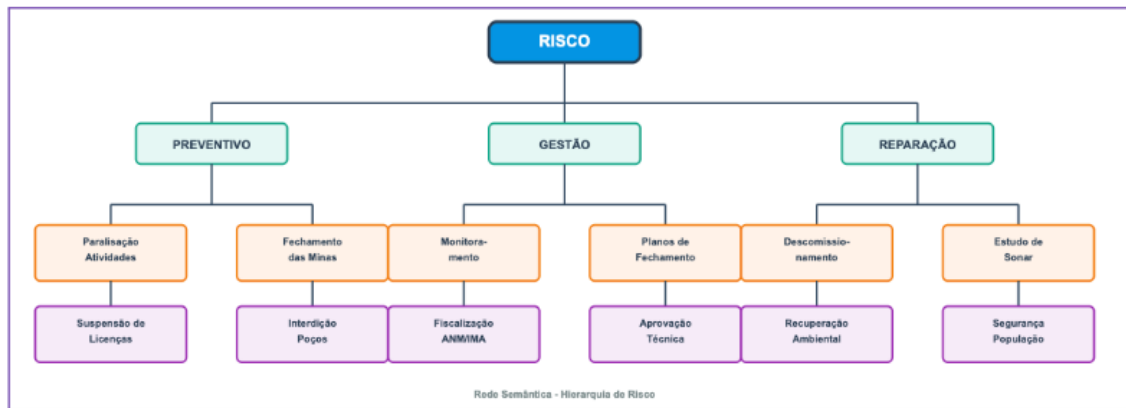 RISCO
PREVENTIVO
GESTÃO
REPARAÇÃO
Paralisação
Atividades
Fechamento
das Minas
Monitora-
mento
Planos de
Fechamento
Descomissio-
namento
Estudo de
Sonar
Suspensão de
Licenças
Interdição
Poços
Fiscalização
ANM/IMA
Aprovação
Técnica
Recuperação
Ambiental
Segurança
População
Rede Semântica - Hierarquia de Risco